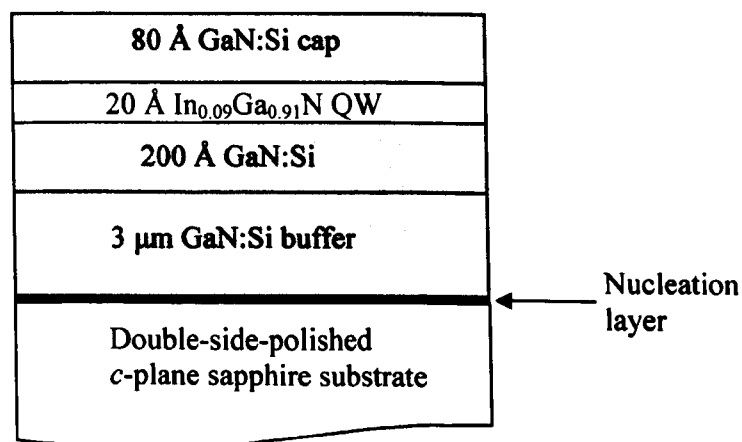 80 Å GaN:Si cap
20 Å In₀.₀₉Ga₀.₉₁N QW
200 Å GaN:Si
3 μm GaN:Si buffer
Nucleation
layer
Double-side-polished
c-plane sapphire substrate